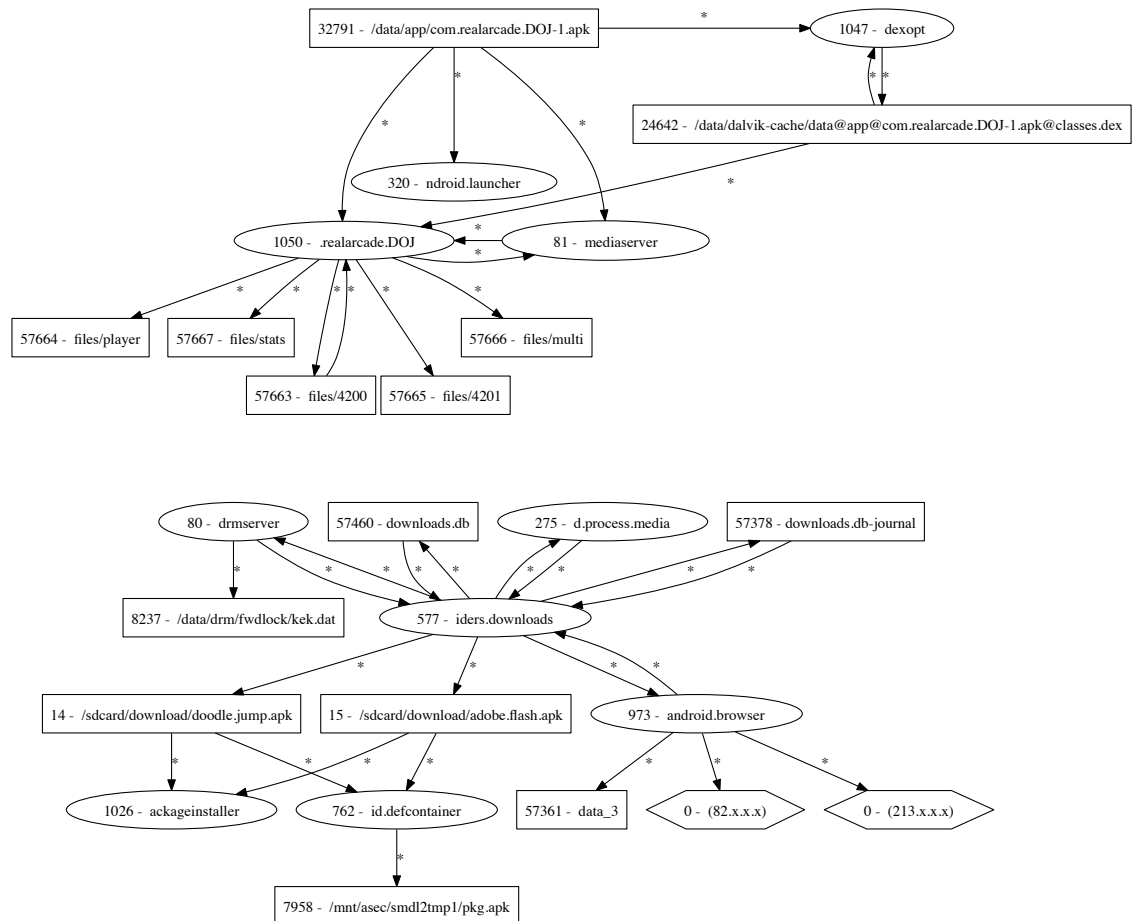 32791 - /data/app/com.realarcade.DOJ-1.apk
*
1047 - dexopt
*
* *
24642 - /data/dalvik-cache/data@app@com.realarcade.DOJ-1.apk@classes.dex
* *
320 - ndroid.launcher
*
1050 - .realarcade.DOJ
*
81 - mediaserver
*
* * * * * *
57664 - files/player
57667 - files/stats
57666 - files/multi
57663 - files/4200
57665 - files/4201
80 - drmserver
57460 - downloads.db
275 - d.process.media
57378 - downloads.db-journal
* * * * * * * * *
8237 - /data/drm/fwdlock/kek.dat
577 - iders.downloads
* * * *
14 - /sdcard/download/doodle.jump.apk
15 - /sdcard/download/adobe.flash.apk
973 - android.browser
* * * * * * *
1026 - ackageinstaller
762 - id.defcontainer
57361 - data_3
0 - (82.x.x.x)
0 - (213.x.x.x)
*
7958 - /mnt/asec/smdl2tmp1/pkg.apk